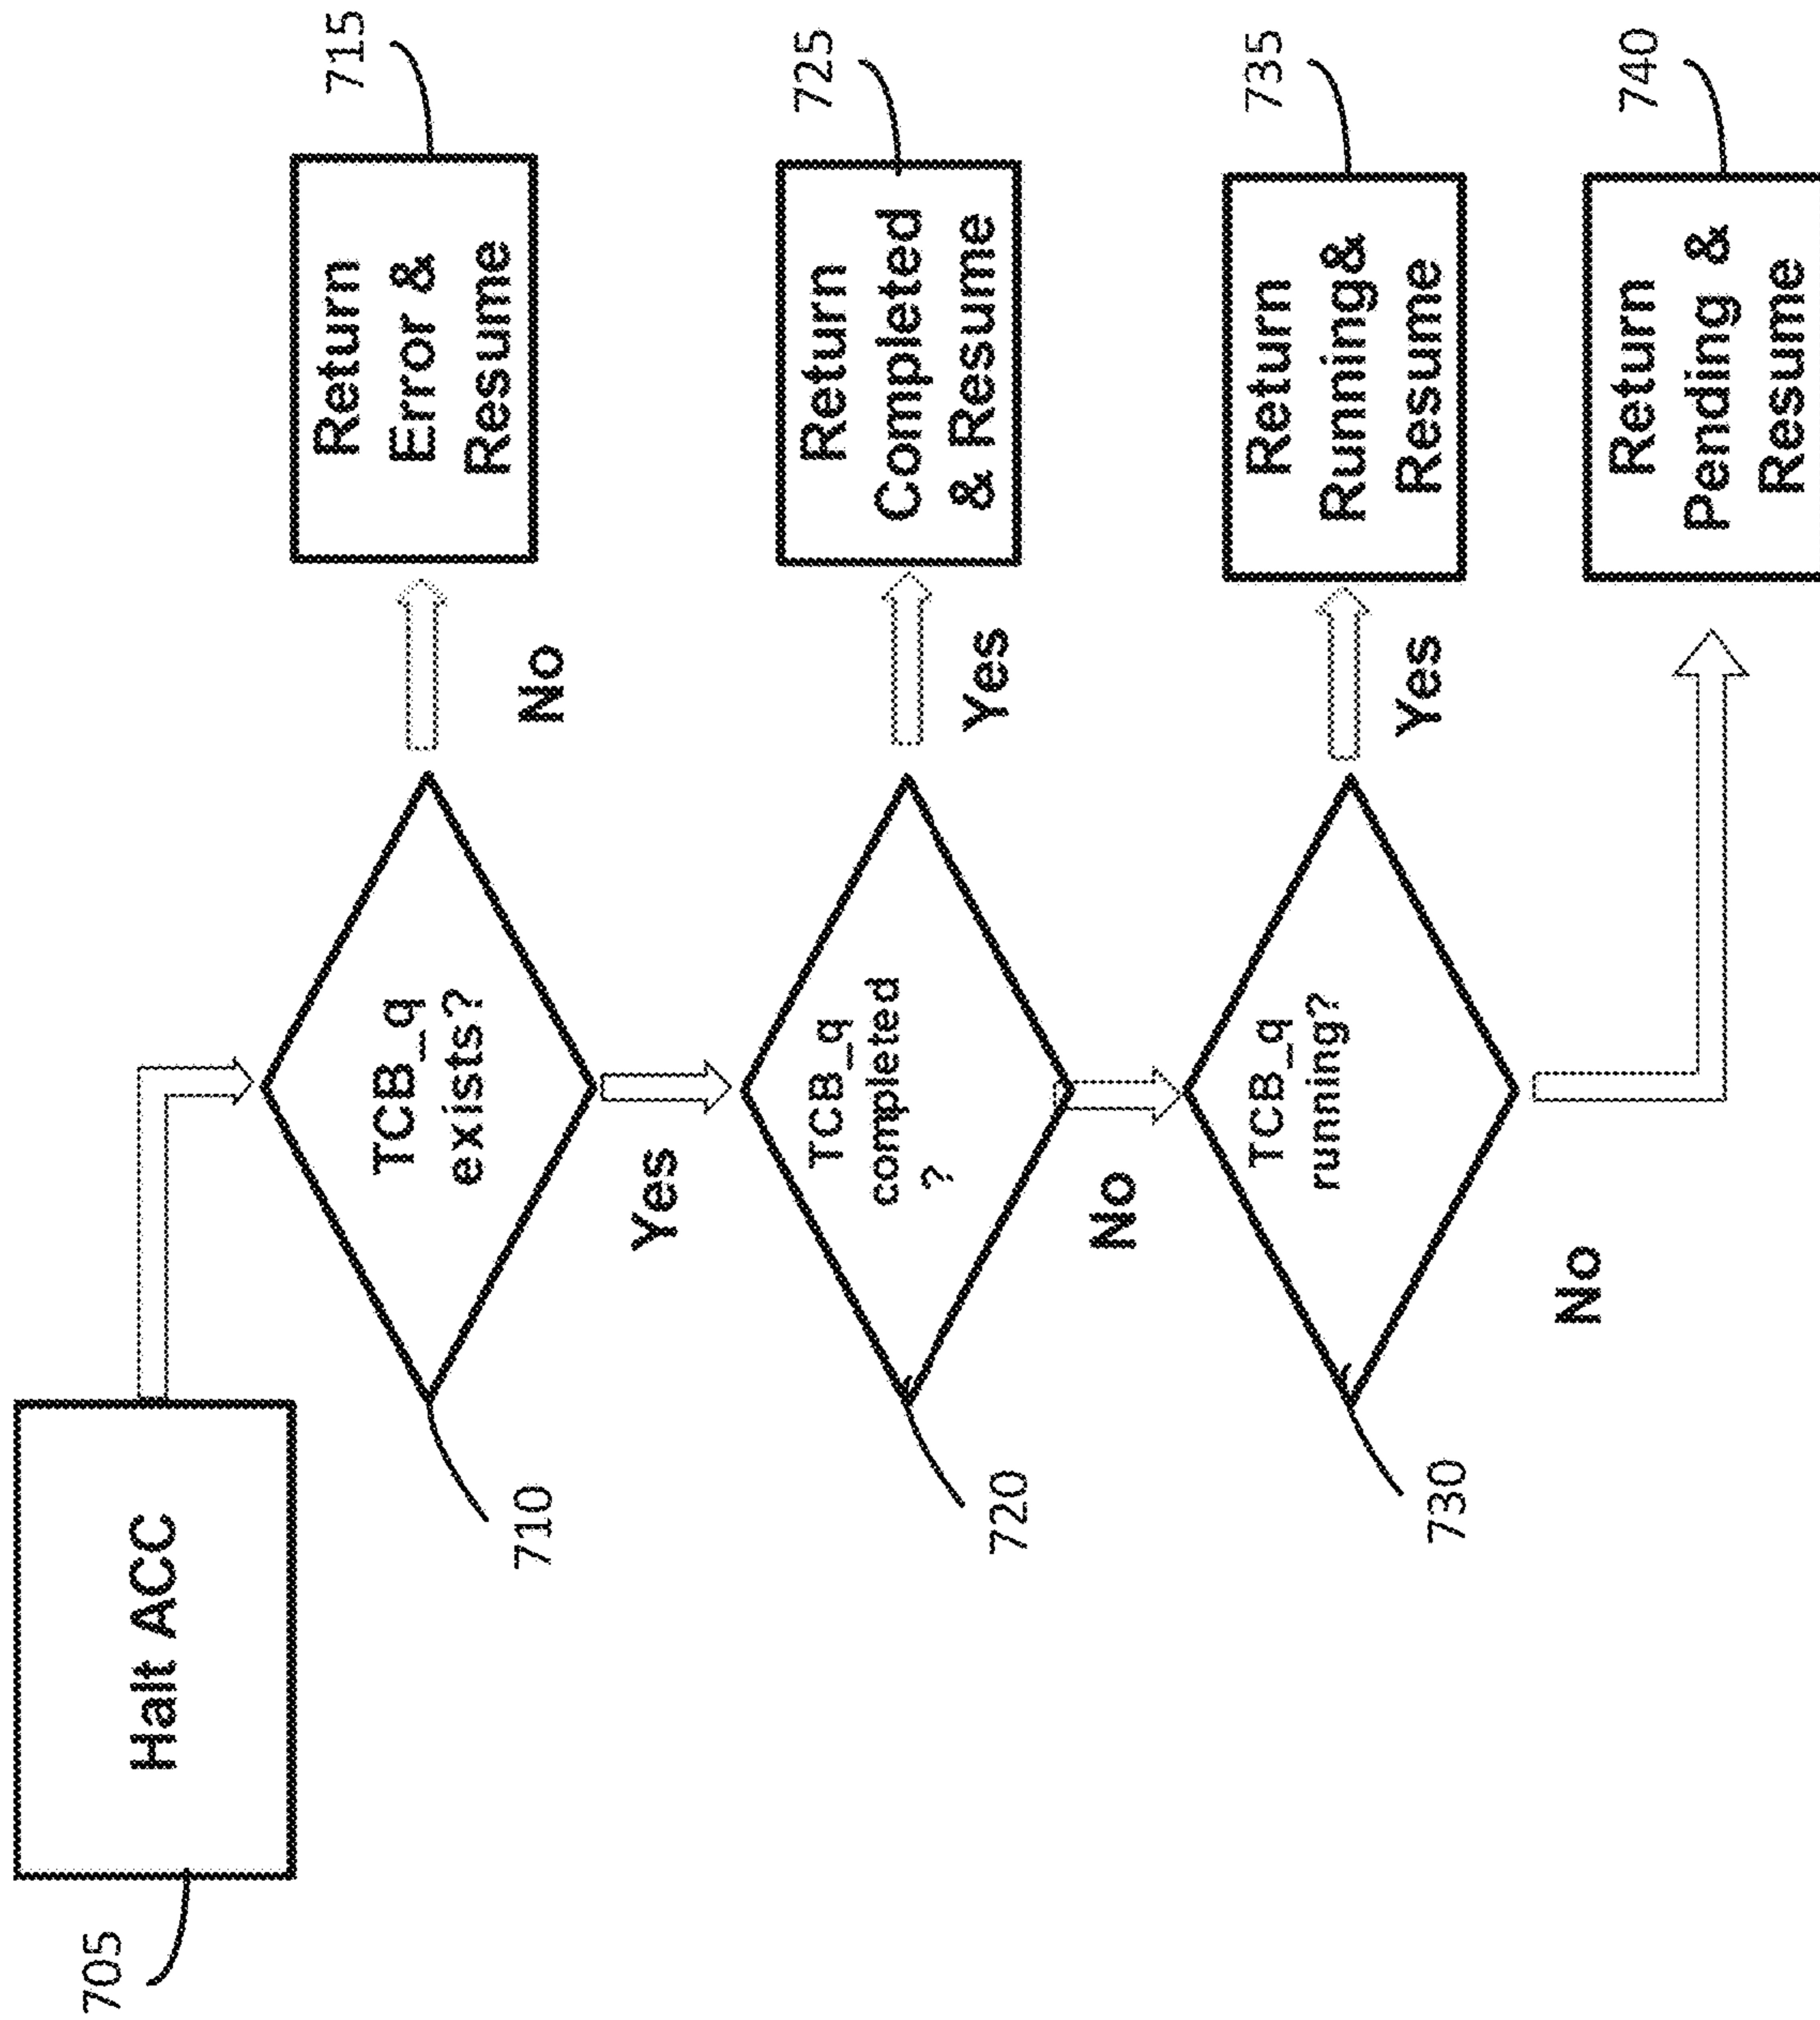 705
Halt ACC
710
TCB_q
exists?
No
Return
Error &
Resume
715
Yes
720
TCB_q
completed
?
Yes
Return
Completed
& Resume
725
No
730
TCB_q
running?
Yes
Return
Running&
Resume
735
No
Return
Pending &
Resume
740